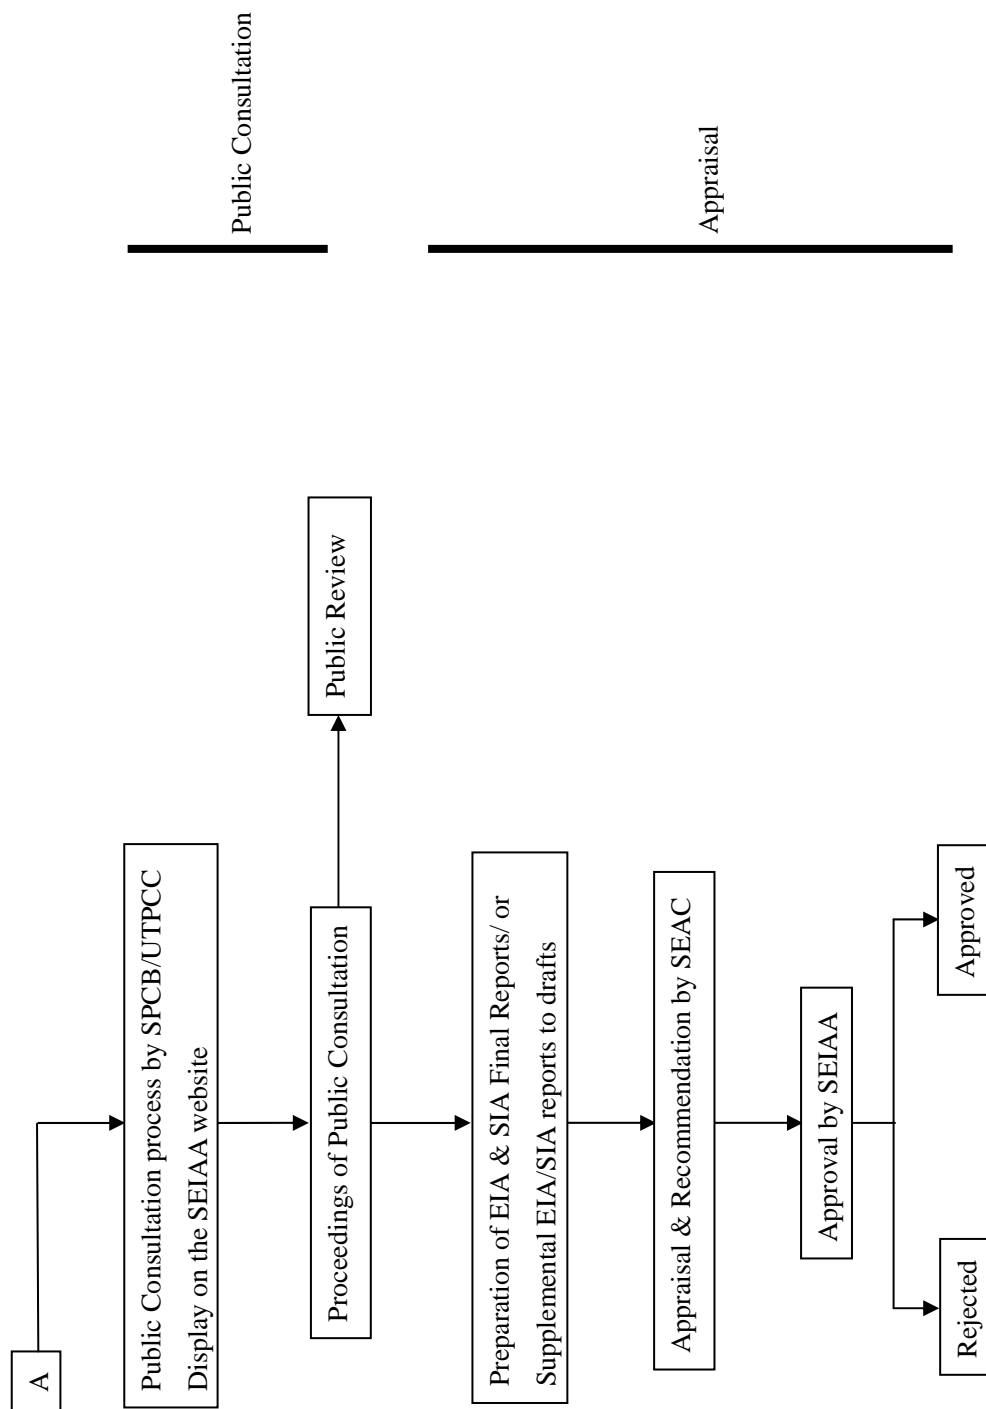 A
Public Consultation process by SPCB/UTPCC
Display on the SEIAA website
Public Consultation
Proceedings of Public Consultation
Public Review
Preparation of EIA & SIA Final Reports/ or
Supplemental EIA/SIA reports to drafts
Appraisal
Appraisal & Recommendation by SEAC
Approval by SEIAA
Rejected
Approved